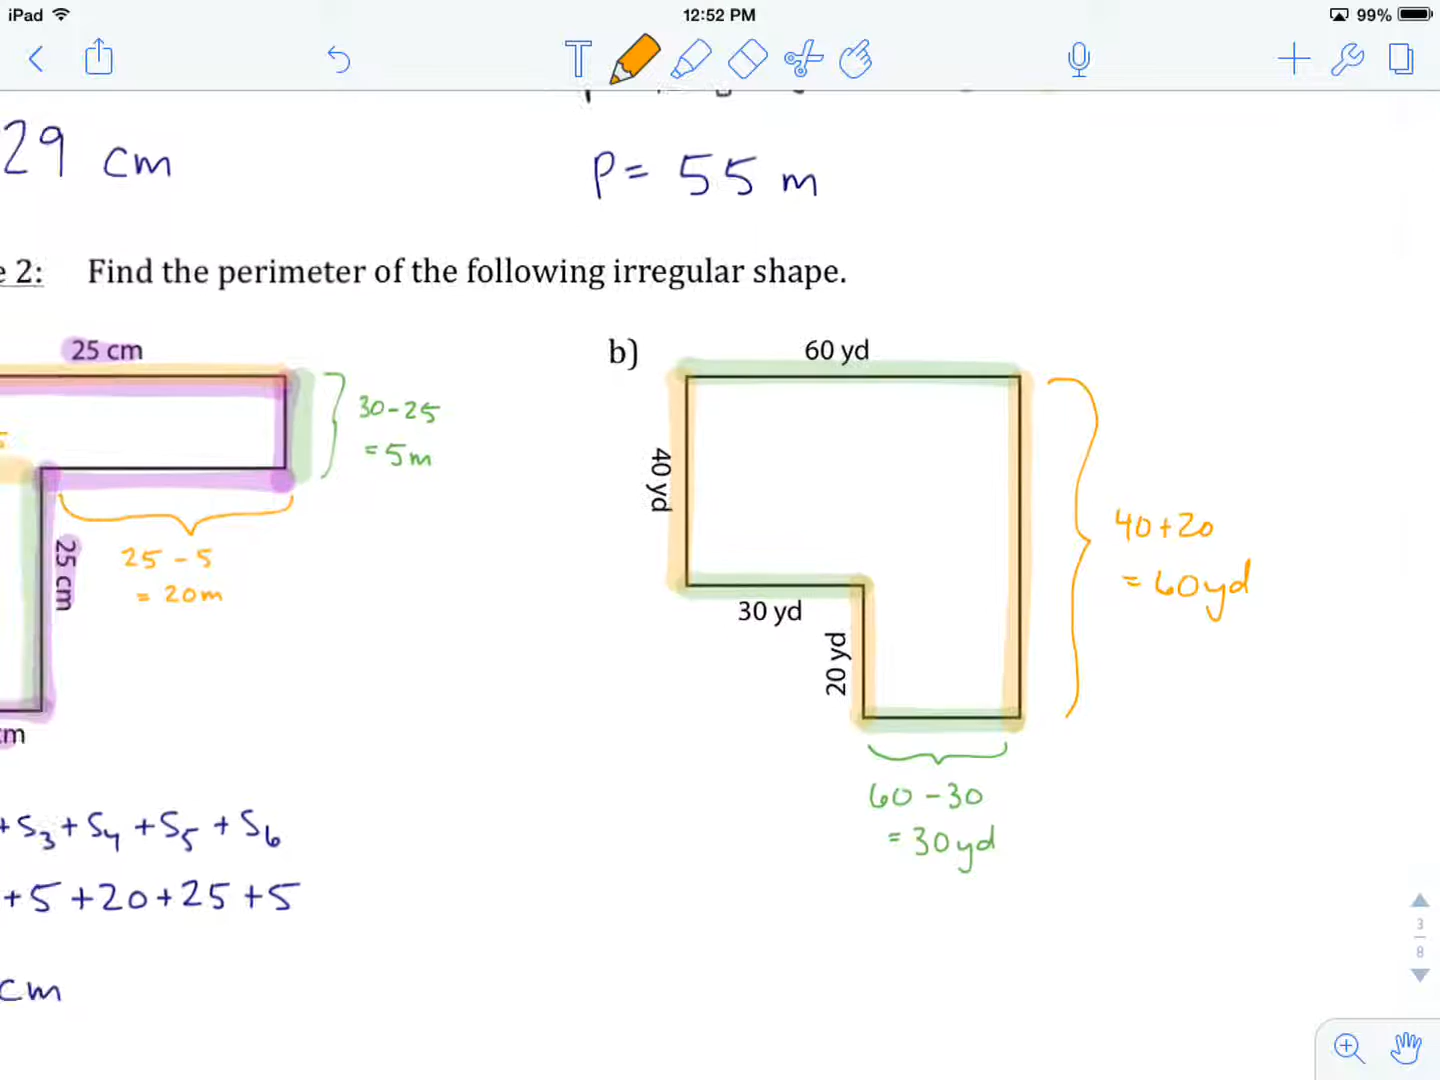 iPad
12:52 PM
99%
T
29 cm
P= 55 m
e 2: Find the perimeter of the following irregular shape.
25 cm
30-25
=5m
25 cm
25-5
= 20m
cm
+S3+S4+S5+S6
+5+20+25+5
cm
b)
60 yd
40 yd
30 yd
20 yd
40+20
=60yd
60-30
=30yd
3
8